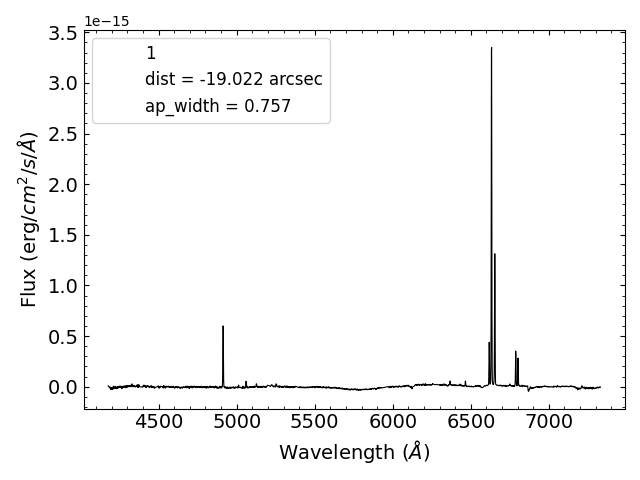 1e−15
1
dist = -19.022 arcsec
ap_width = 0.757
3.5
3.0
2.5
2.0
1.5
1.0
0.5
0.0
Flux (erg/cm²/s/Å)
4500 5000 5500 6000 6500 7000
Wavelength (Å)